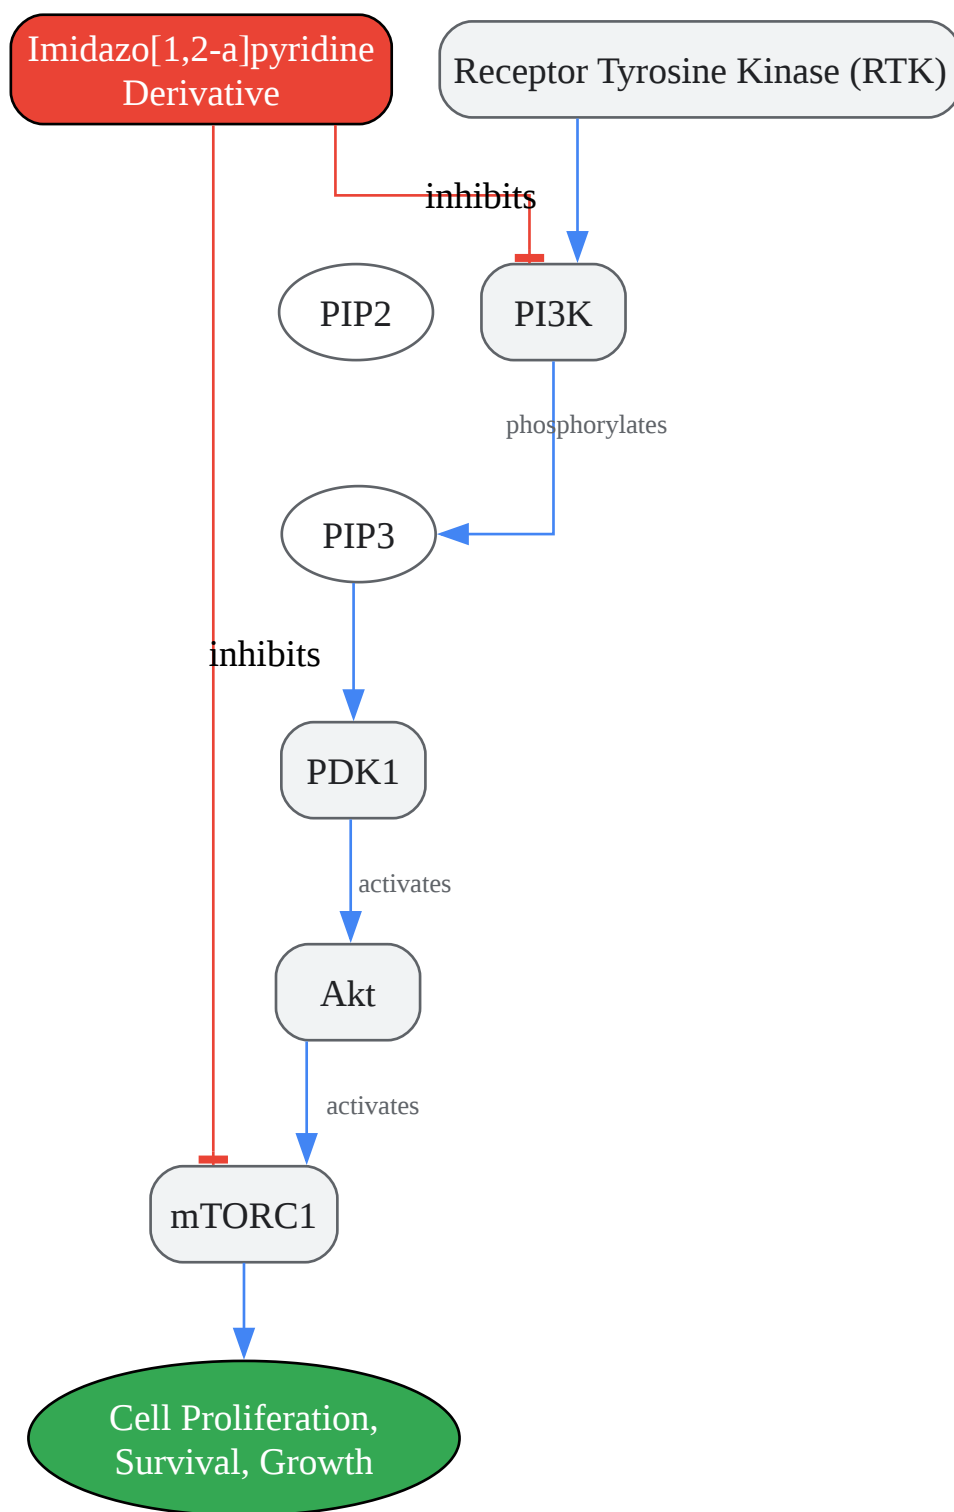 Imidazo[1,2-a]pyridine
Derivative
Receptor Tyrosine Kinase (RTK)
inhibits
PIP2
PI3K
phosphorylates
PIP3
inhibits
PDK1
activates
Akt
activates
mTORC1
Cell Proliferation,
Survival, Growth